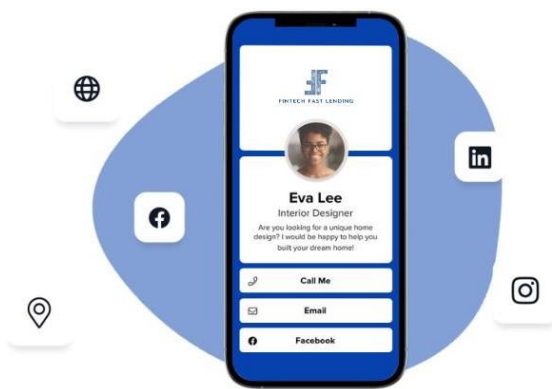 FINTECH FAST LENDING
Eva Lee
Interior Designer
Are you looking for a unique home
design? I would be happy to help you
built your dream home!
Call Me
Email
Facebook
in